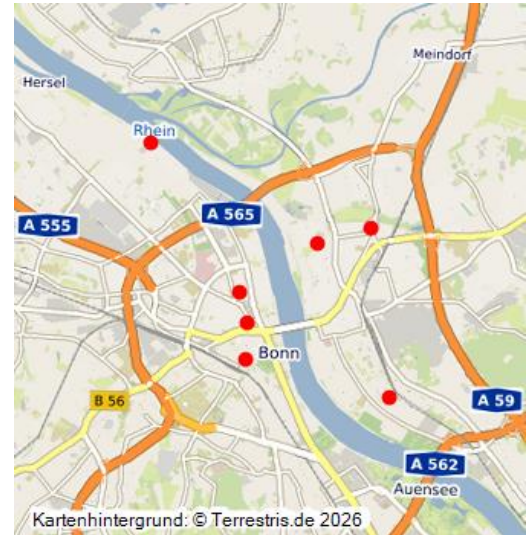 Meindorf
Hersel
Rhein
A 565
A 555
Bonn
B 56
A 59
A 562
Auensee
Kartenhintergrund: © Terrestris.de 2026